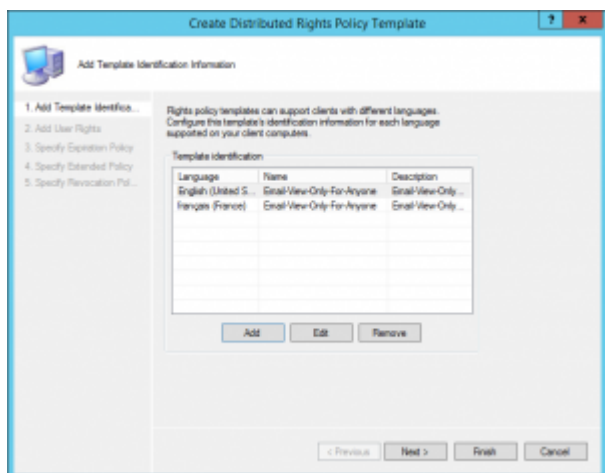 Create Distributed Rights Policy Template
? x
Add Template Identification Information
1. Add Template Identifica...
2. Add User Rights
3. Specify Expiration Policy
4. Specify Extended Policy
5. Specify Revocation Pol...
Rights policy templates can support clients with different languages.
Configure this template's identification information for each language
supported on your client computers.
Template identification
Language Name Description
English (United S... Email-View-Only-For-Anyone Email-View-Only...
français (France) Email-View-Only-For-Anyone Email-View-Only...
Add Edit Remove
< Previous Next > Finish Cancel